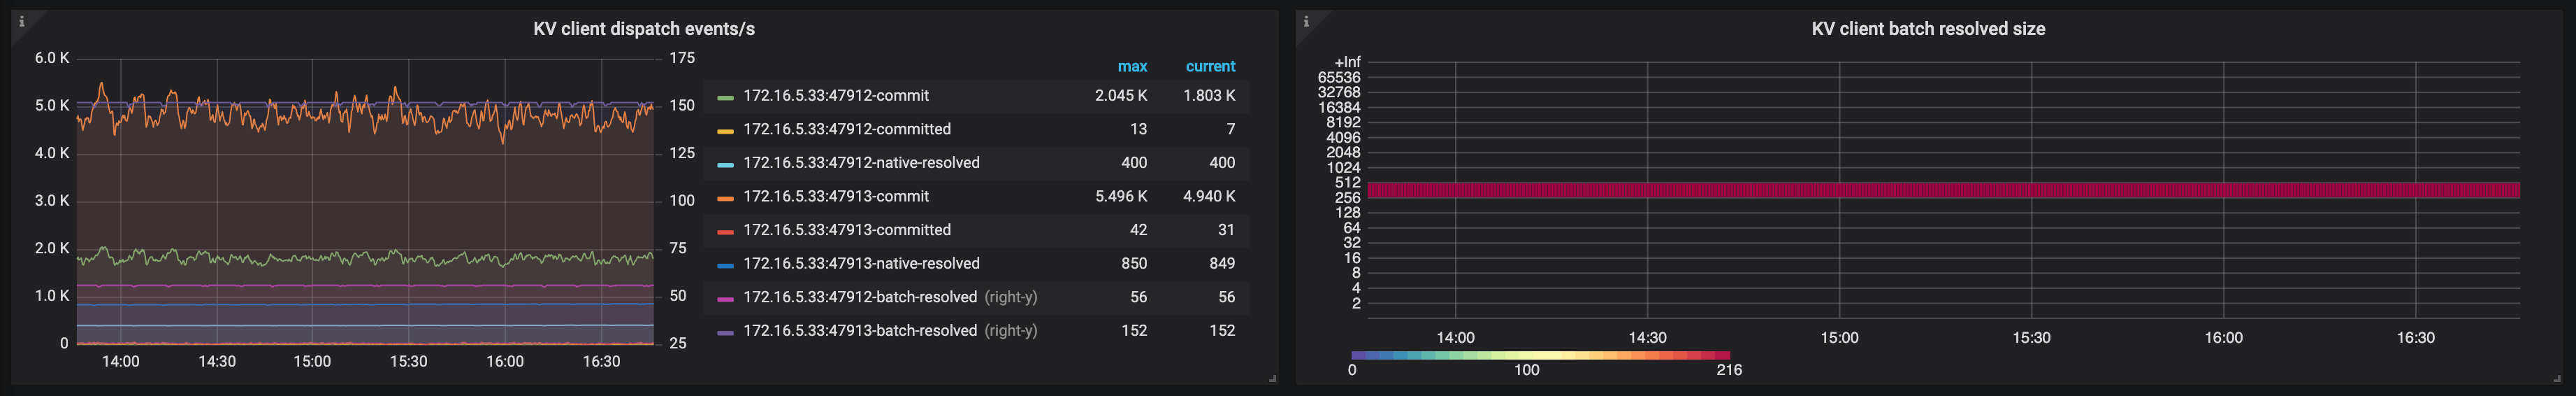 KV client dispatch events/s
6.0 K
5.0 K
4.0 K
3.0 K
2.0 K
1.0 K
0
175
150
125
100
75
50
25
14:00 14:30 15:00 15:30 16:00 16:30
max current
172.16.5.33:47912-commit 2.045 K 1.803 K
172.16.5.33:47912-committed 13 7
172.16.5.33:47912-native-resolved 400 400
172.16.5.33:47913-commit 5.496 K 4.940 K
172.16.5.33:47913-committed 42 31
172.16.5.33:47913-native-resolved 850 849
172.16.5.33:47912-batch-resolved (right-y) 56 56
172.16.5.33:47913-batch-resolved (right-y) 152 152
KV client batch resolved size
+Inf
65536
32768
16384
8192
4096
2048
1024
512
256
128
64
32
16
8
4
2
14:00 14:30 15:00 15:30 16:00 16:30
0 100 216